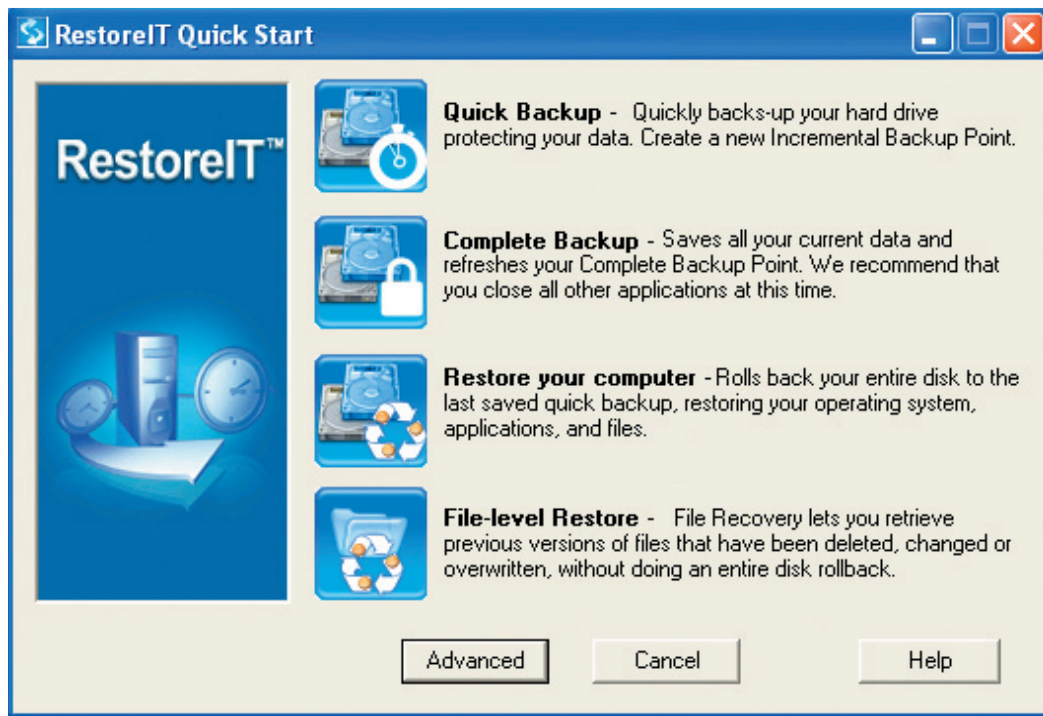 RestoreIT Quick Start
RestoreIT™
Quick Backup - Quickly backs-up your hard drive
protecting your data. Create a new Incremental Backup Point.
Complete Backup - Saves all your current data and
refreshes your Complete Backup Point. We recommend that
you close all other applications at this time.
Restore your computer - Rolls back your entire disk to the
last saved quick backup, restoring your operating system,
applications, and files.
File-level Restore - File Recovery lets you retrieve
previous versions of files that have been deleted, changed or
overwritten, without doing an entire disk rollback.
Advanced
Cancel
Help